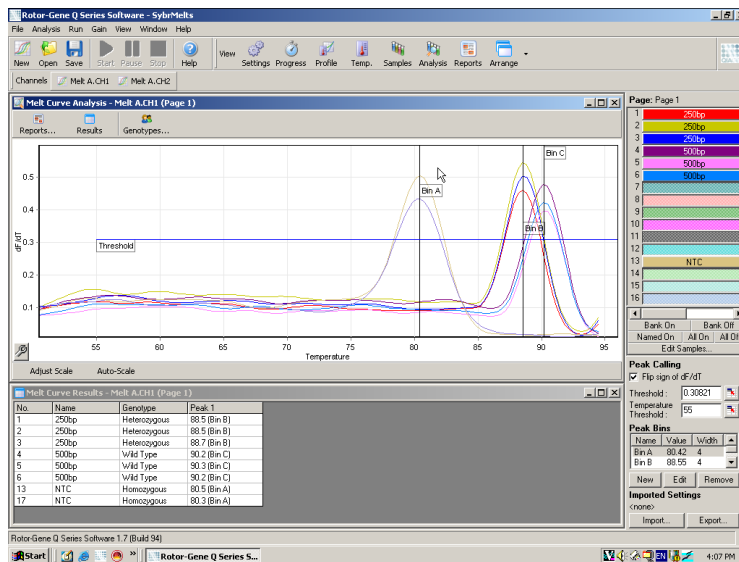 Rotor-Gene Q Series Software - SybrMelts
File Analysis Run Gain View Window Help
New Open Save Start Pause Stop Help View Settings Progress Profile Temp. Samples Analysis Reports Arrange
Channels Melt A.CH1 Melt A.CH2
Melt Curve Analysis - Melt A.CH1 (Page 1)
Reports... Results Genotypes...
Bin C
0.5
Bin A
0.4
dF/dT
Bin B
0.3
Threshold
0.2
0.1
55 60 65 70 75 80 85 90 95
Temperature
Adjust Scale Auto-Scale
Melt Curve Results - Melt A.CH1 (Page 1)
No. Name Genotype Peak 1
1 250bp Heterozygous 88.5 (Bin B)
2 250bp Heterozygous 88.5 (Bin B)
3 250bp Heterozygous 88.7 (Bin B)
4 500bp Wild Type 90.2 (Bin C)
5 500bp Wild Type 90.3 (Bin C)
6 500bp Wild Type 90.2 (Bin C)
13 NTC Homozygous 80.5 (Bin A)
17 NTC Homozygous 80.3 (Bin A)
Page: Page 1
1 250bp
2 250bp
3 250bp
4 500bp
5 500bp
6 500bp
7
8
9
10
11
12
13 NTC
14
15
16
Bank On Bank Off
Named On All On All Off
Edit Samples...
Peak Calling
Flip sign of dF/dT
Threshold : 0.30821
Temperature Threshold : 55
Peak Bins
Name Value Width
Bin A 80.42 4
Bin B 88.55 4
New Edit Remove
Imported Settings
<none>
Import... Export...
Rotor-Gene Q Series Software 1.7 (Build 94)
Start » Rotor-Gene Q Series S... EN 4:07 PM